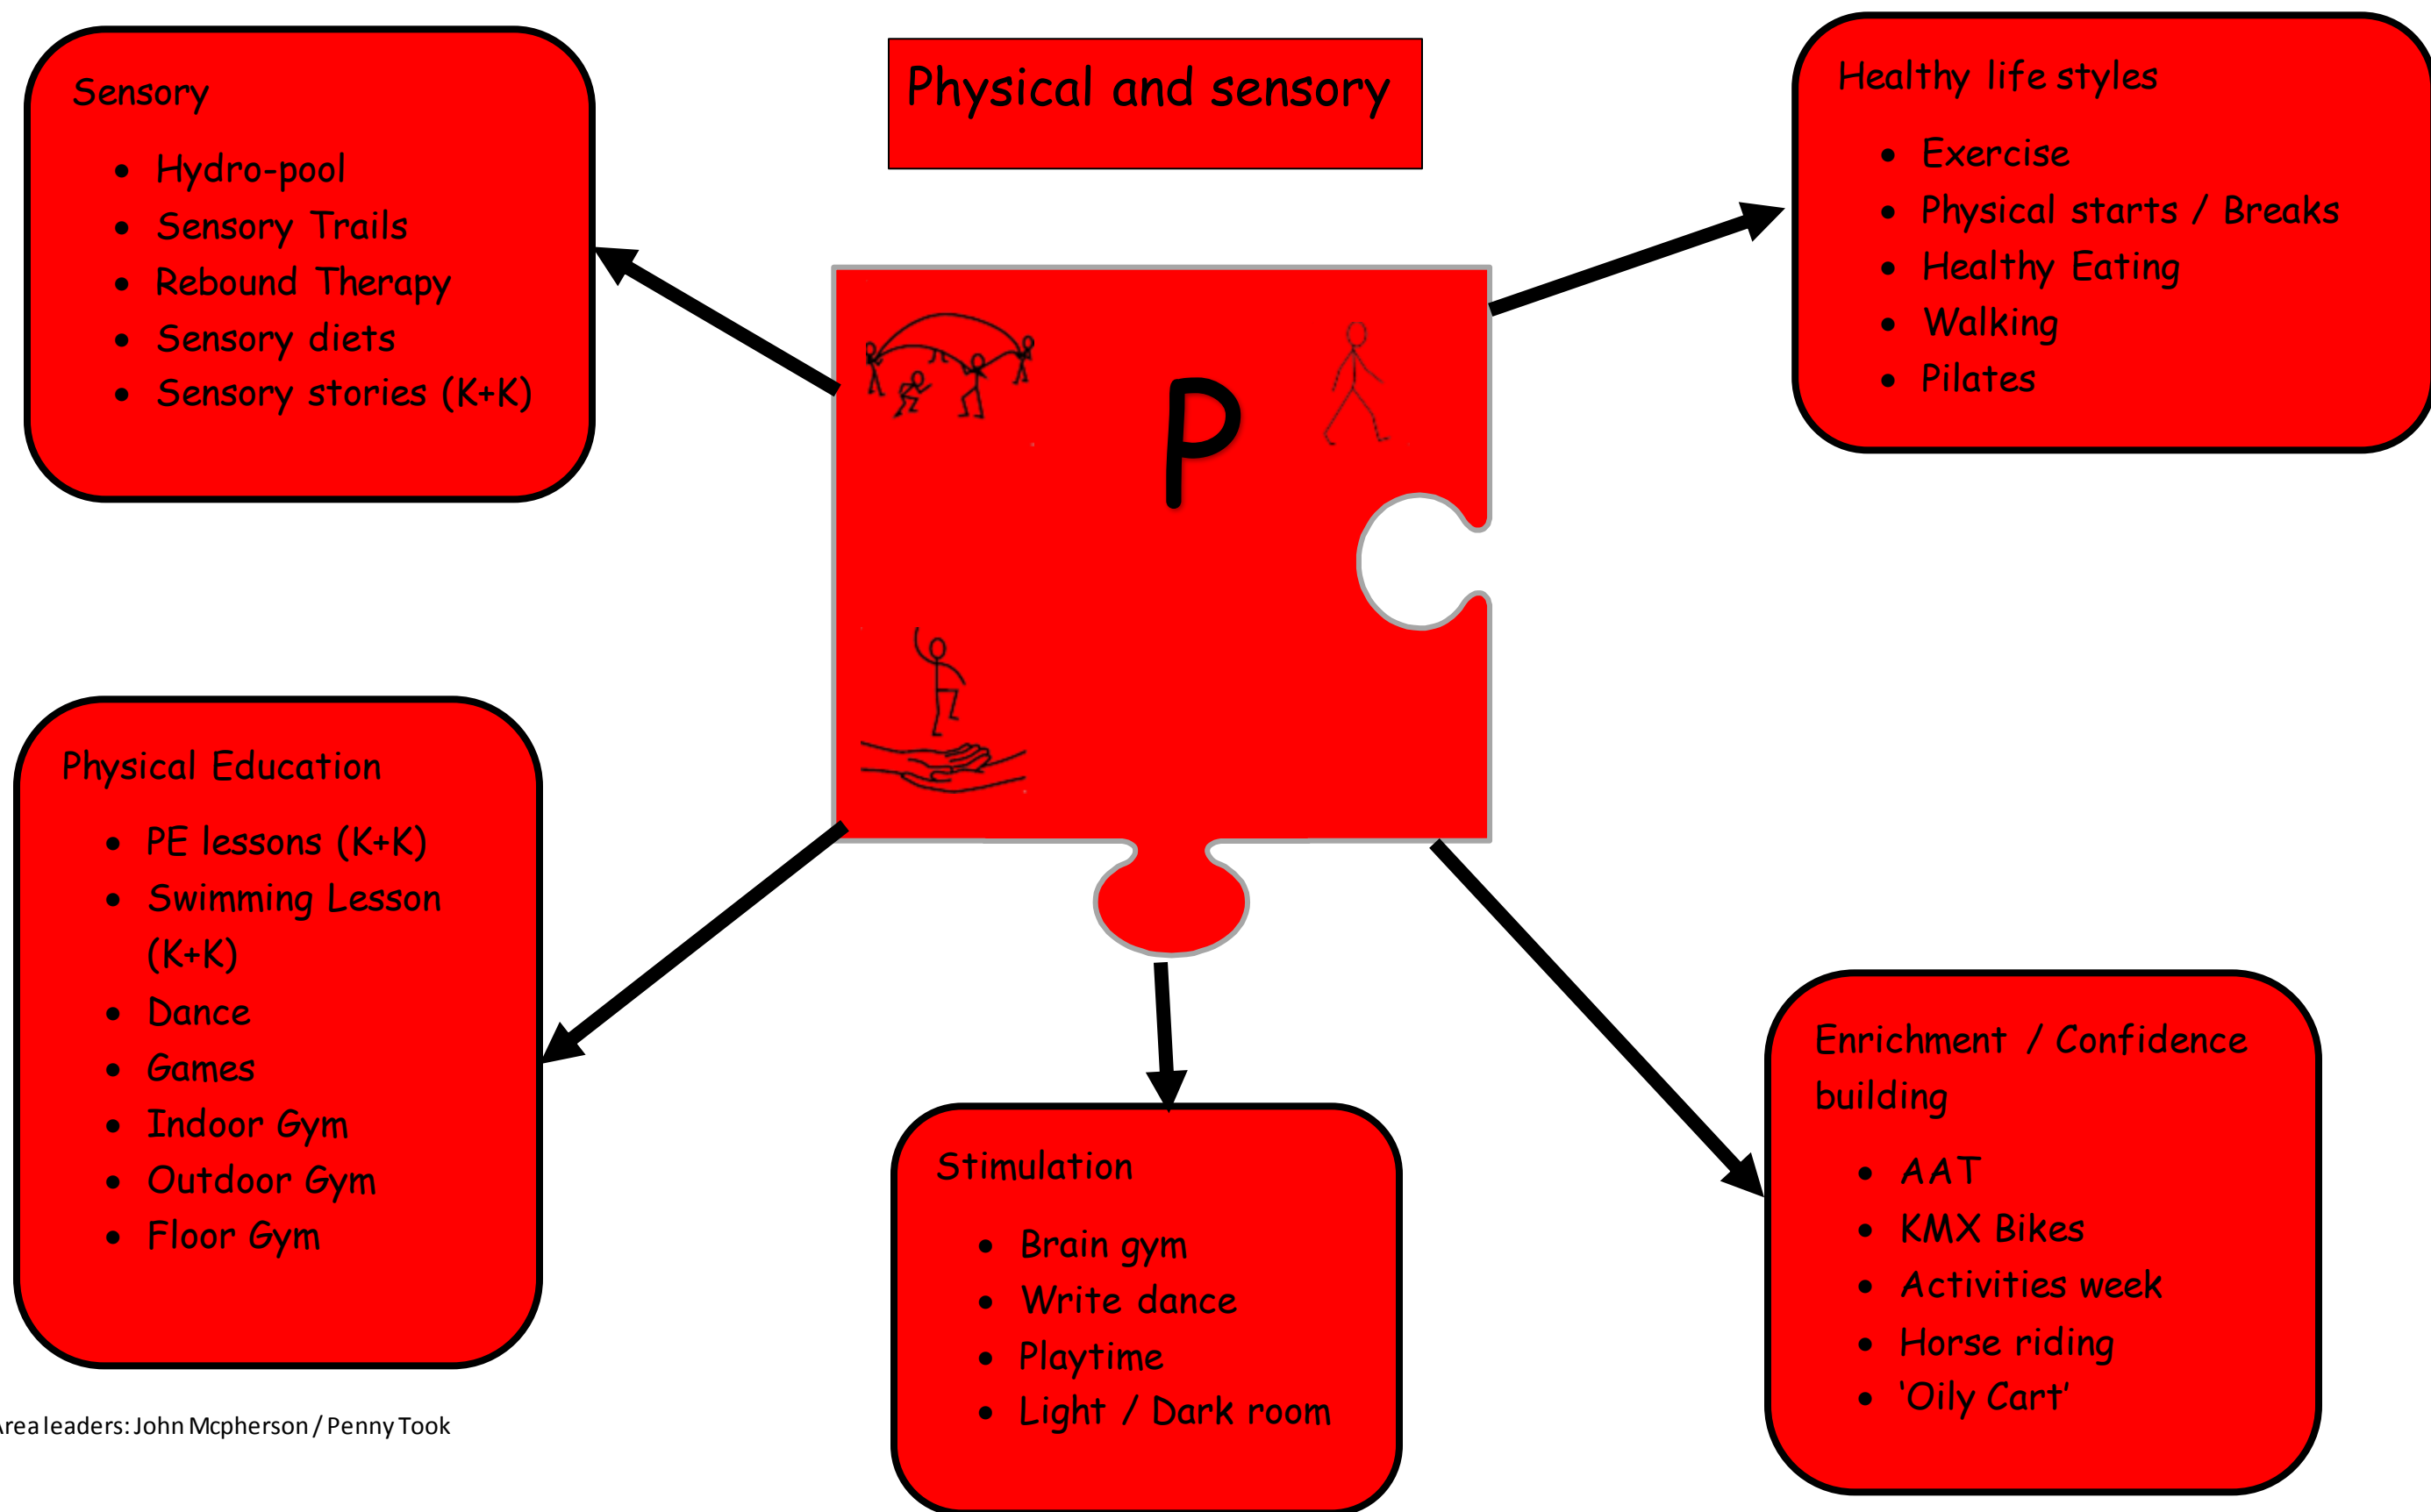 Physical and sensory
Sensory
• Hydro-pool
• Sensory Trails
• Rebound Therapy
• Sensory diets
• Sensory stories (K+K)
Healthy life styles
• Exercise
• Physical starts / Breaks
• Healthy Eating
• Walking
• Pilates
P
Physical Education
• PE lessons (K+K)
• Swimming Lesson
(K+K)
• Dance
• Games
• Indoor Gym
• Outdoor Gym
• Floor Gym
Stimulation
• Brain gym
• Write dance
• Playtime
• Light / Dark room
Enrichment / Confidence
building
• AAT
• KMX Bikes
• Activities week
• Horse riding
• ‘Oily Cart’
Area leaders: John Mcpherson / Penny Took